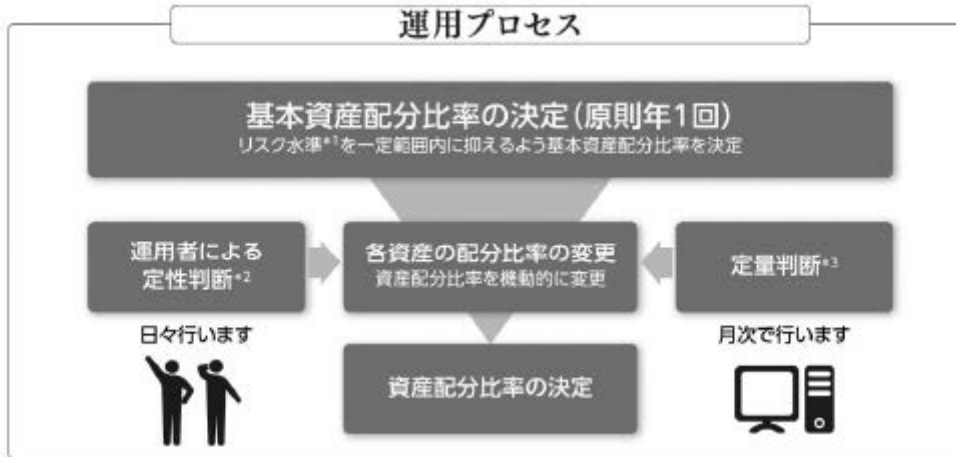 運用プロセス
基本資産配分比率の決定(原則年1回)
リスク水準*1を一定範囲内に抑えるよう基本資産配分比率を決定
運用者による
定性判断*2
各資産の配分比率の変更
資産配分比率を機動的に変更
定量判断*3
日々行います
月次で行います
資産配分比率の決定